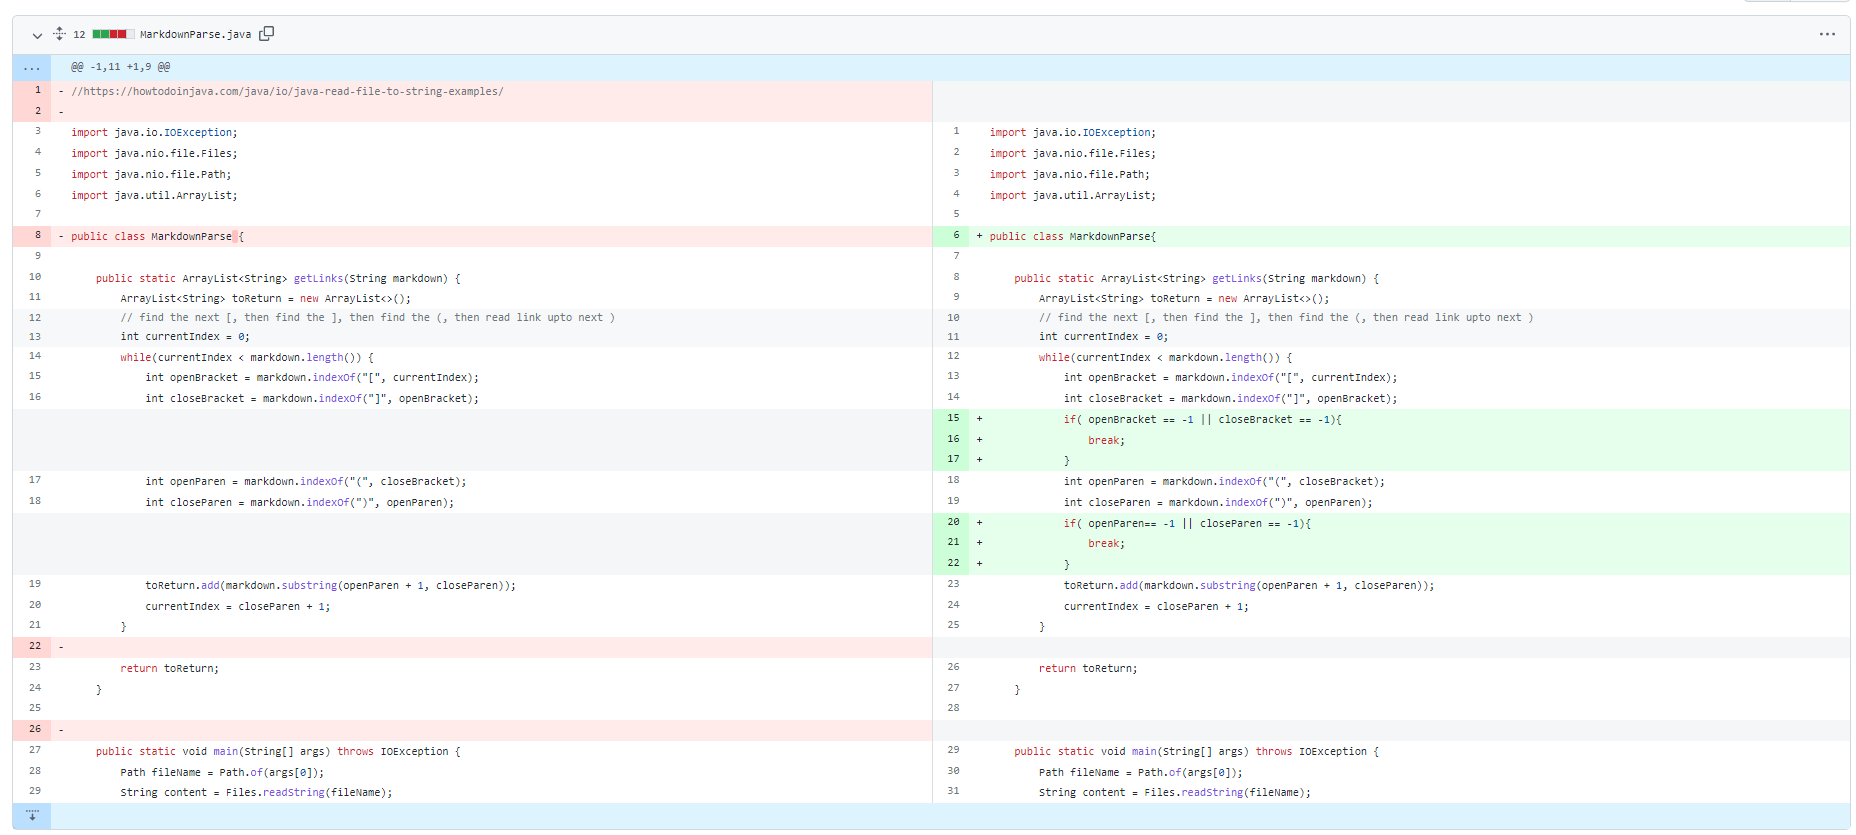 12 MarkdownParse.java ...
... @@ -1,11 +1,9 @@
1 - //https://howtodoinjava.com/java/io/java-read-file-to-string-examples/
2 -
3 import java.io.IOException; 1 import java.io.IOException;
4 import java.nio.file.Files; 2 import java.nio.file.Files;
5 import java.nio.file.Path; 3 import java.nio.file.Path;
6 import java.util.ArrayList; 4 import java.util.ArrayList;
7 5
8 - public class MarkdownParse { 6 + public class MarkdownParse{
9 7
10 public static ArrayList<String> getLinks(String markdown) { 8 public static ArrayList<String> getLinks(String markdown) {
11 ArrayList<String> toReturn = new ArrayList<>(); 9 ArrayList<String> toReturn = new ArrayList<>();
12 // find the next [, then find the ], then find the (, then read link upto next ) 10 // find the next [, then find the ], then find the (, then read link upto next )
13 int currentIndex = 0; 11 int currentIndex = 0;
14 while(currentIndex < markdown.length()) { 12 while(currentIndex < markdown.length()) {
15 int openBracket = markdown.indexOf("[", currentIndex); 13 int openBracket = markdown.indexOf("[", currentIndex);
16 int closeBracket = markdown.indexOf("]", openBracket); 14 int closeBracket = markdown.indexOf("]", openBracket);
15 + if( openBracket == -1 || closeBracket == -1){
16 + break;
17 + }
17 int openParen = markdown.indexOf("(", closeBracket); 18 int openParen = markdown.indexOf("(", closeBracket);
18 int closeParen = markdown.indexOf(")", openParen); 19 int closeParen = markdown.indexOf(")", openParen);
20 + if( openParen== -1 || closeParen == -1){
21 + break;
22 + }
19 toReturn.add(markdown.substring(openParen + 1, closeParen)); 23 toReturn.add(markdown.substring(openParen + 1, closeParen));
20 currentIndex = closeParen + 1; 24 currentIndex = closeParen + 1;
21 } 25 }
22 -
23 return toReturn; 26 return toReturn;
24 } 27 }
25 28
26 -
27 public static void main(String[] args) throws IOException { 29 public static void main(String[] args) throws IOException {
28 Path fileName = Path.of(args[0]); 30 Path fileName = Path.of(args[0]);
29 String content = Files.readString(fileName); 31 String content = Files.readString(fileName);